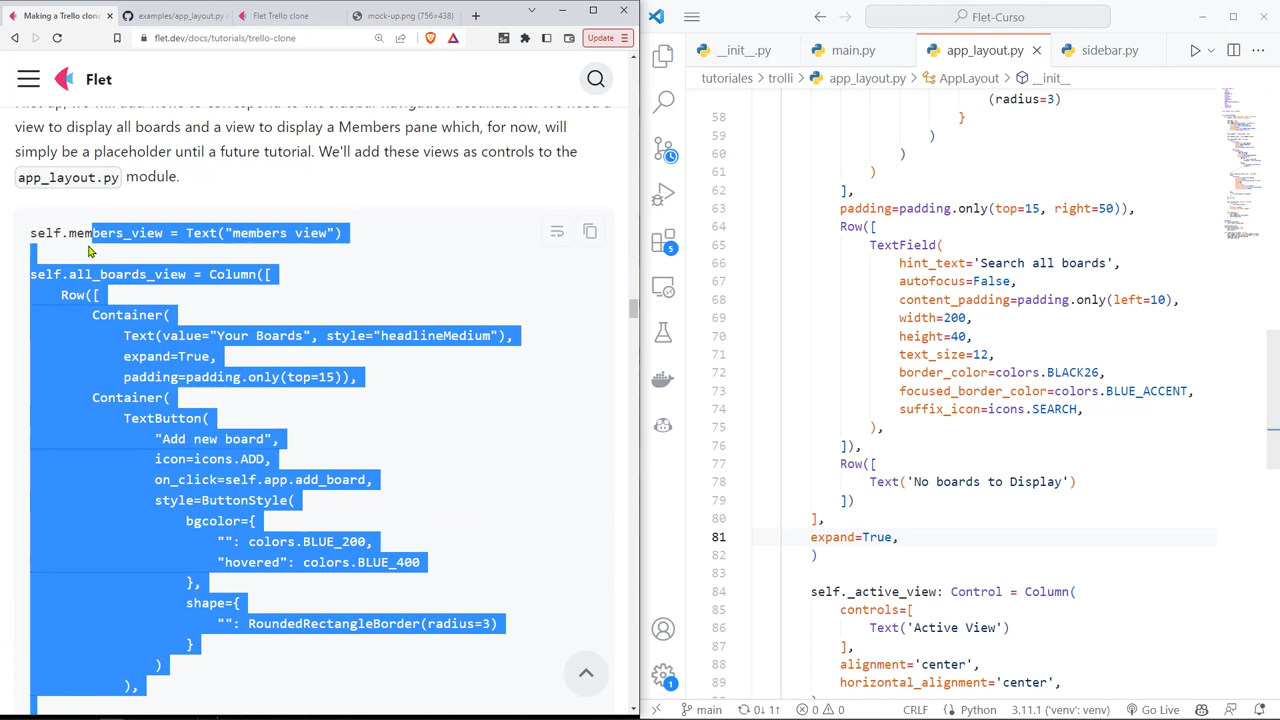 Making a Trello clone
examples/app_layout.py
Flet Trello clone
mock-up.png (756×438)
flet.dev/docs/tutorials/trello-clone
Update
Flet
view to display all boards and a view to display a Members pane which, for now will
simply be a placeholder until a future tutorial. We'll add these view as controls to the
app_layout.py module.
self.members_view = Text("members view")
self.all_boards_view = Column([
Row([
Container(
Text(value="Your Boards", style="headlineMedium"),
expand=True,
padding=padding.only(top=15)),
Container(
TextButton(
"Add new board",
icon=icons.ADD,
on_click=self.app.add_board,
style=ButtonStyle(
bgcolor={
"": colors.BLUE_200,
"hovered": colors.BLUE_400
},
shape={
"": RoundedRectangleBorder(radius=3)
}
)
),
Flet-Curso
__init__.py
main.py
app_layout.py
sidebar.py
tutoriales > trolli > app_layout.py > AppLayout > __init__
(radius=3)
58 }
59 )
60 )
61 )
62 ],
63 padding=padding.only(top=15, right=50)),
64 Row([
65 TextField(
66 hint_text='Search all boards',
67 autofocus=False,
68 content_padding=padding.only(left=10),
69 width=200,
70 height=40,
71 text_size=12,
72 border_color=colors.BLACK26,
73 focused_border_color=colors.BLUE_ACCENT,
74 suffix_icon=icons.SEARCH,
75 ),
76 ]),
77 Row([
78 Text('No boards to Display')
79 ])
80 ],
81 expand=True,
82 )
83
84 self._active_view: Control = Column(
85 controls=[
86 Text('Active View')
87 ],
88 alignment='center',
89 horizontal_alignment='center',
5
1
main
0↓ 1↑
0
0
CRLF
Python
3.11.1 ('venv': venv)
Go Live